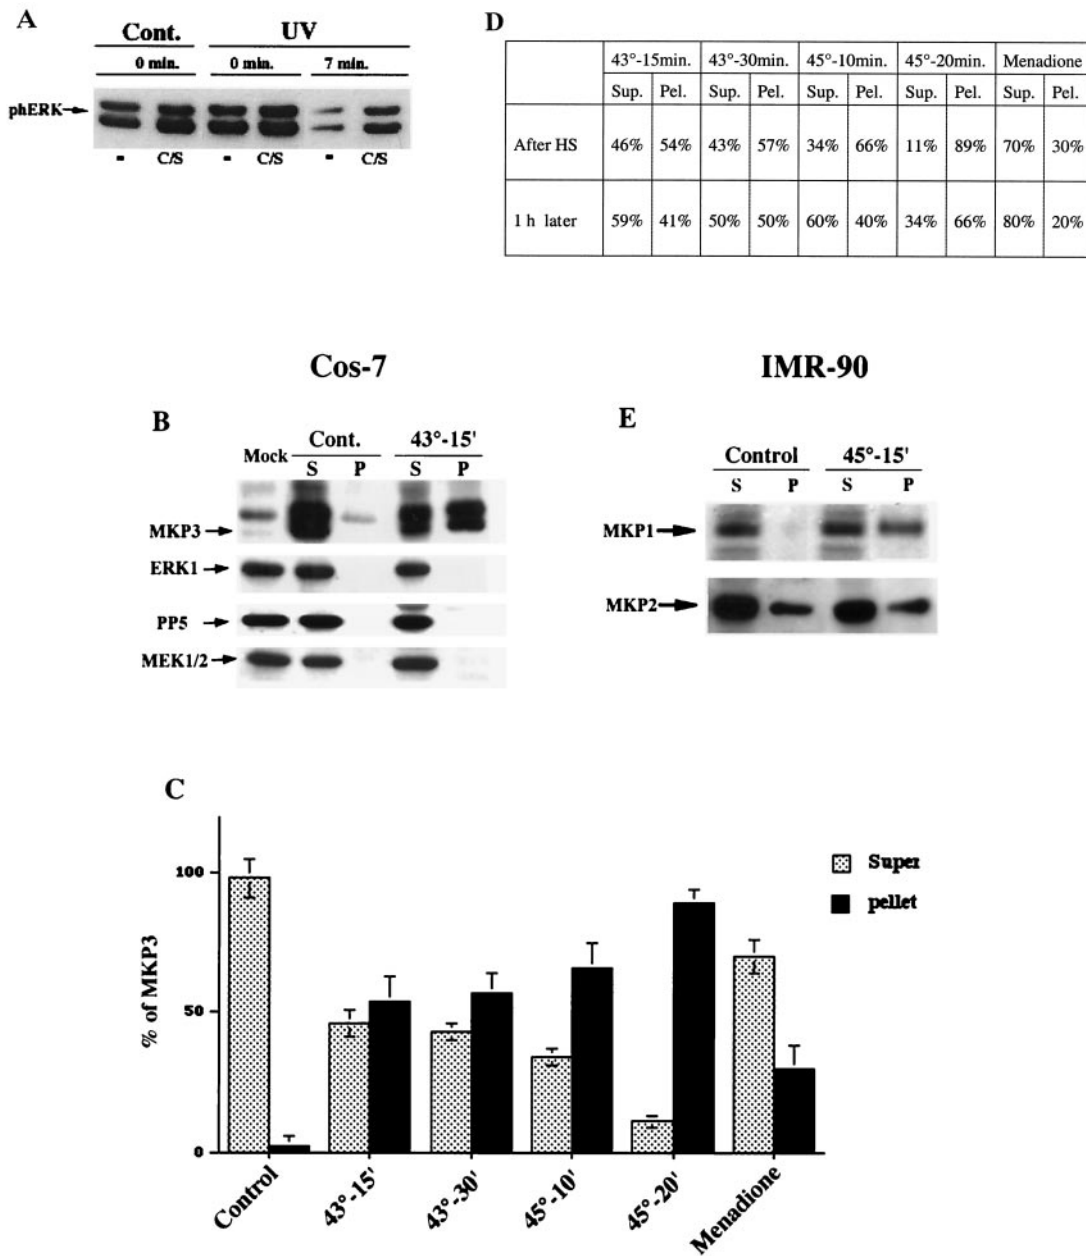 A
Cont. UV
0 min. 0 min. 7 min.
phERK
- C/S - C/S - C/S
D
43°-15min. 43°-30min. 45°-10min. 45°-20min. Menadione
Sup. Pel. Sup. Pel. Sup. Pel. Sup. Pel. Sup. Pel.
After HS 46% 54% 43% 57% 34% 66% 11% 89% 70% 30%
1 h later 59% 41% 50% 50% 60% 40% 34% 66% 80% 20%
Cos-7
B
Mock Cont. 43°-15'
S P S P
MKP3
ERK1
PP5
MEK1/2
IMR-90
E
Control 45°-15'
S P S P
MKP1
MKP2
C
% of MKP3
100
50
0
Super
pellet
Control 43°-15' 43°-30' 45°-10' 45°-20' Menadione